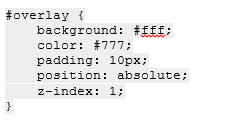 #overlay {
    background: #fff;
    color: #777;
    padding: 10px;
    position: absolute;
    z-index: 1;
}